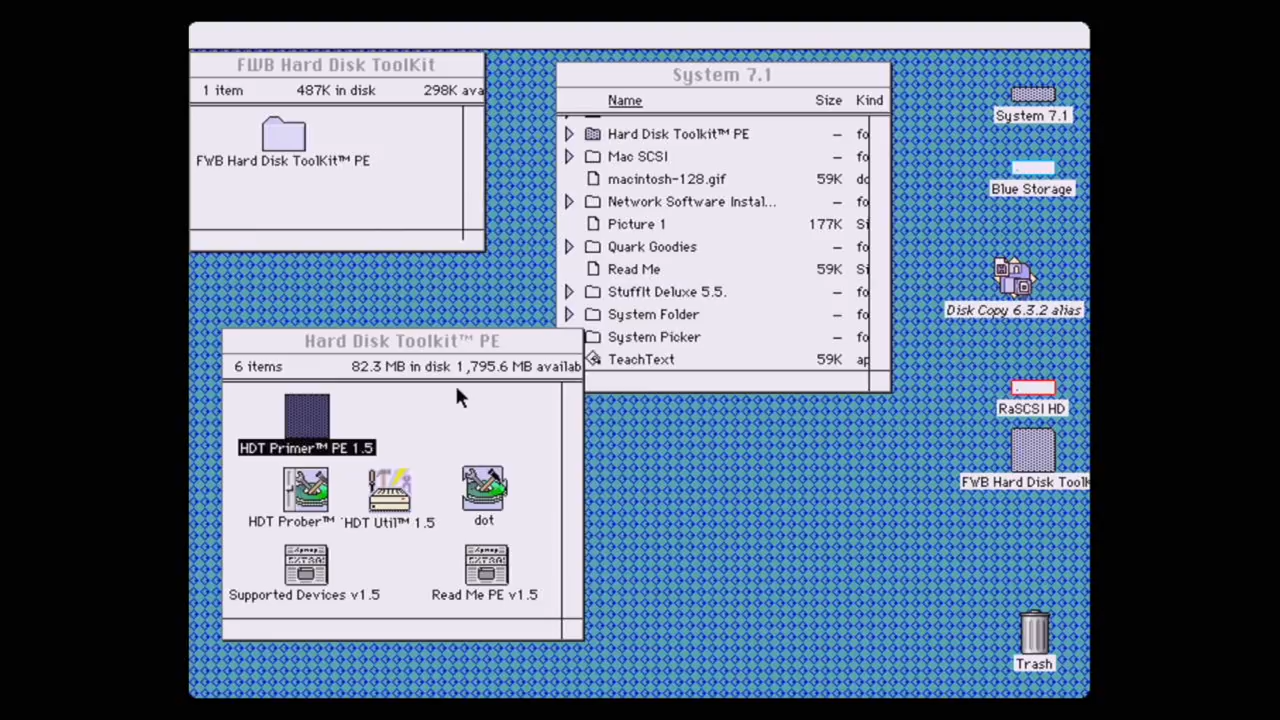 FWB Hard Disk ToolKit
1 item 487K in disk 298K ava
FWB Hard Disk ToolKit™ PE
System 7.1
Name Size Kind
Hard Disk Toolkit™ PE – fo
Mac SCSI – fo
macintosh-128.gif 59K do
Network Software Instal... – fo
Picture 1 177K Si
Quark Goodies – fo
Read Me 59K Si
StuffIt Deluxe 5.5. – fo
System Folder – fo
System Picker – fo
TeachText 59K ap
Hard Disk Toolkit™ PE
6 items 82.3 MB in disk 1,795.6 MB availab
HDT Primer™ PE 1.5
HDT Prober™ HDT Util™ 1.5 dot
Supported Devices v1.5 Read Me PE v1.5
System 7.1
Blue Storage
Disk Copy 6.3.2 alias
RaSCSI HD
FWB Hard Disk Toolk
Trash